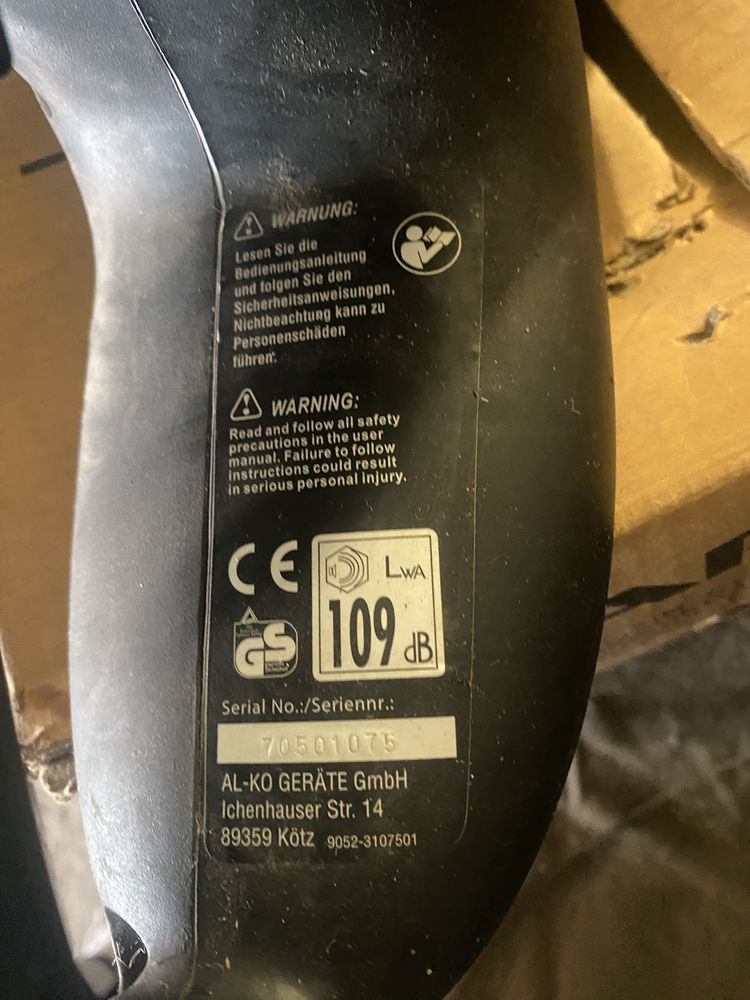 WARNUNG:
Lesen Sie die
Bedienungsanleitung
und folgen Sie den
Sicherheitsanweisungen.
Nichtbeachtung kann zu
Personenschäden
führen.
WARNING:
Read and follow all safety
precautions in the user
manual. Failure to follow
instructions could result
in serious personal injury.
CE
LWA
109 dB
GS
Serial No.:/Seriennr.:
70501075
AL-KO GERÄTE GmbH
Ichenhauser Str. 14
89359 Kötz 9052-3107501